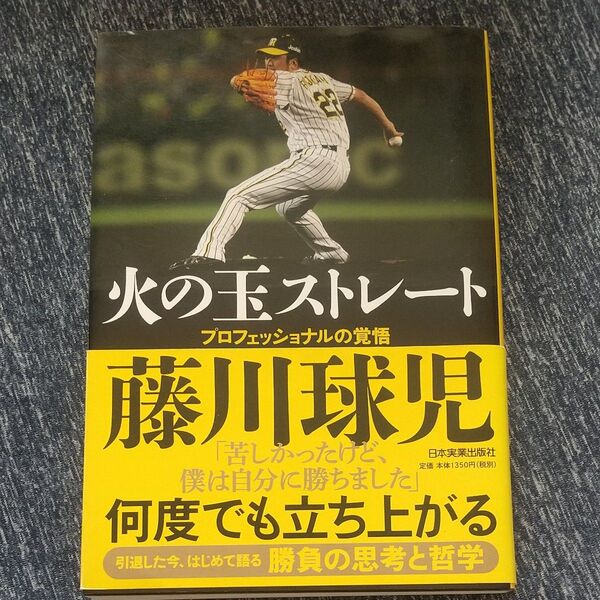 asonic
22
火の玉ストレート
プロフェッショナルの覚悟
藤川球児
日本実業出版社
定価 本体1350円(税別)
「苦しかったけど、
僕は自分に勝ちました」
何度でも立ち上がる
引退した今、はじめて語る 勝負の思考と哲学